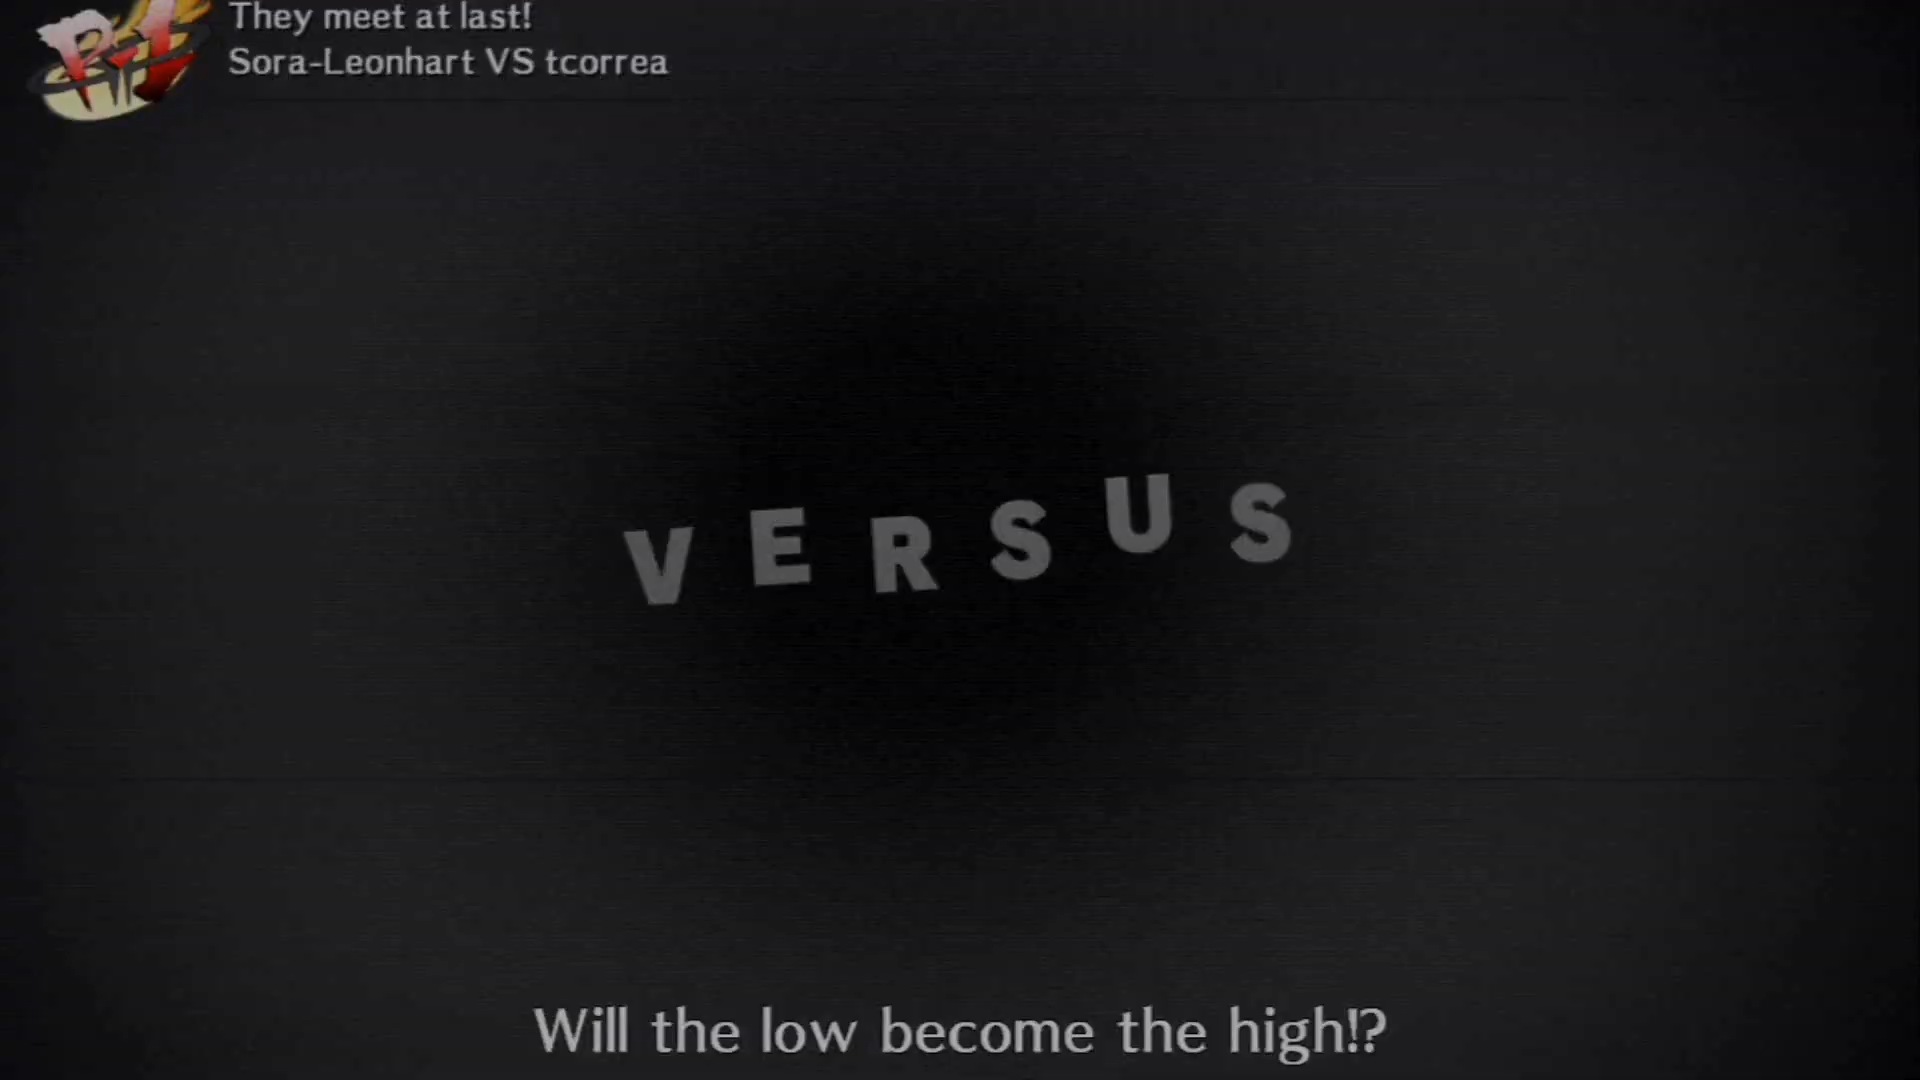 They meet at last!
Sora-Leonhart VS tcorrea
VERSUS
Will the low become the high!?